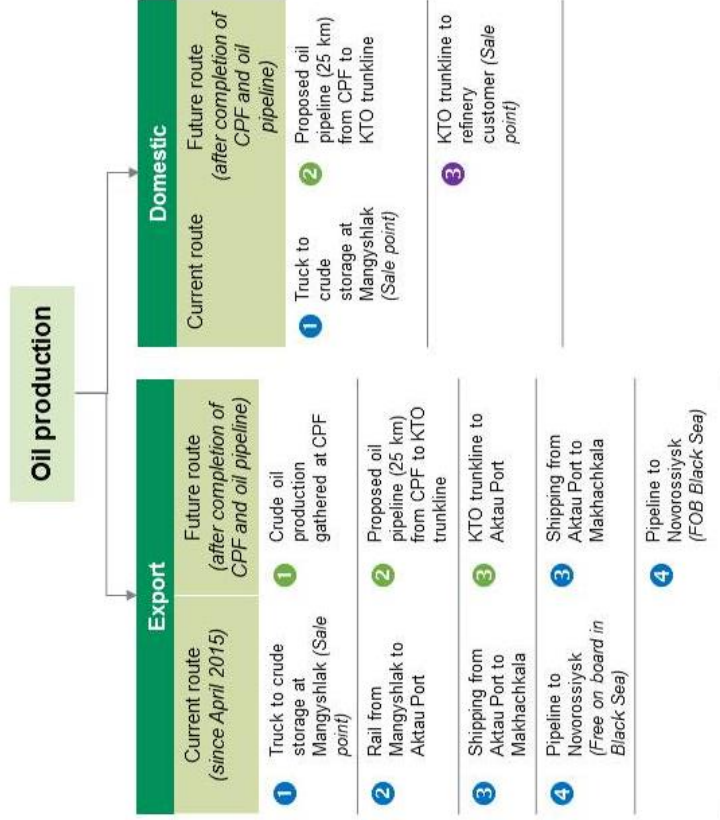 Oil production
Export
Current route
(since April 2015)
Future route
(after completion of
CPF and oil pipeline)
1 Truck to crude
storage at
Mangyshlak (Sale
point)
1 Crude oil
production
gathered at CPF
2 Rail from
Mangyshlak to
Aktau Port
2 Proposed oil
pipeline (25 km)
from CPF to KTO
trunkline
3 Shipping from
Aktau Port to
Makhachkala
3 KTO trunkline to
Aktau Port
4 Pipeline to
Novorossiysk
(Free on board in
Black Sea)
3 Shipping from
Aktau Port to
Makhachkala
4 Pipeline to
Novorossiysk
(FOB Black Sea)
Domestic
Current route
Future route
(after completion of
CPF and oil
pipeline)
1 Truck to
crude
storage at
Mangyshlak
(Sale point)
2 Proposed oil
pipeline (25 km)
from CPF to
KTO trunkline
3 KTO trunkline to
refinery
customer (Sale
point)